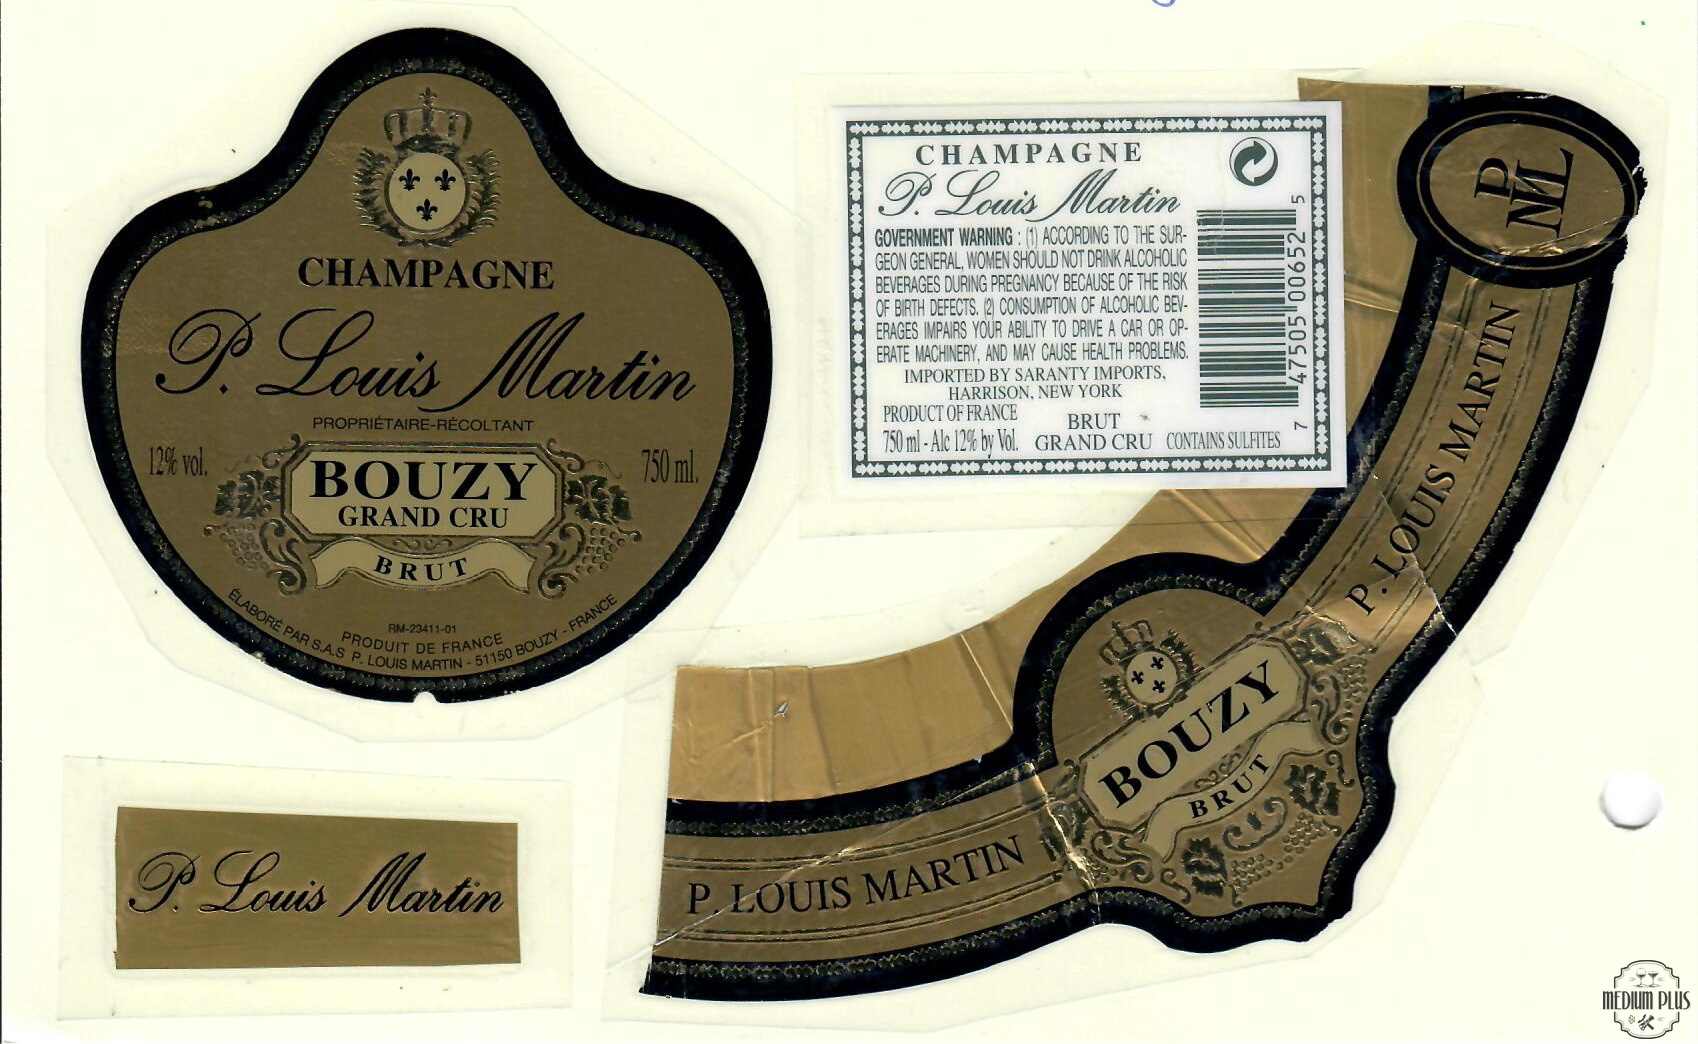 CHAMPAGNE
P. Louis Martin
PROPRIÉTAIRE-RÉCOLTANT
12% vol.
750 ml.
BOUZY
GRAND CRU
BRUT
RM-23411-01
PRODUIT DE FRANCE
ÉLABORÉ PAR S.A.S P. LOUIS MARTIN - 51150 BOUZY - FRANCE
P. Louis Martin
CHAMPAGNE
P. Louis Martin
GOVERNMENT WARNING : (1) ACCORDING TO THE SUR-
GEON GENERAL, WOMEN SHOULD NOT DRINK ALCOHOLIC
BEVERAGES DURING PREGNANCY BECAUSE OF THE RISK
OF BIRTH DEFECTS. (2) CONSUMPTION OF ALCOHOLIC BEV-
ERAGES IMPAIRS YOUR ABILITY TO DRIVE A CAR OR OP-
ERATE MACHINERY, AND MAY CAUSE HEALTH PROBLEMS.
IMPORTED BY SARANTY IMPORTS,
HARRISON, NEW YORK
PRODUCT OF FRANCE
BRUT
750 ml - Alc 12% by Vol.
GRAND CRU
CONTAINS SULFITES
7 47505 00652 5
P. LOUIS MARTIN
BOUZY
BRUT
P. LOUIS MARTIN
MEDIUM PLUS